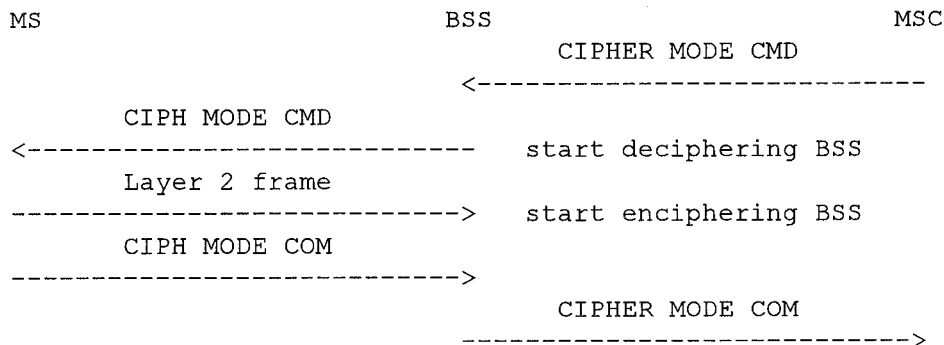 MS BSS MSC
CIPHER MODE CMD
<----------------------------
CIPH MODE CMD
<---------------------------- start deciphering BSS
Layer 2 frame
----------------------------> start enciphering BSS
CIPH MODE COM
---------------------------->
CIPHER MODE COM
---------------------------->